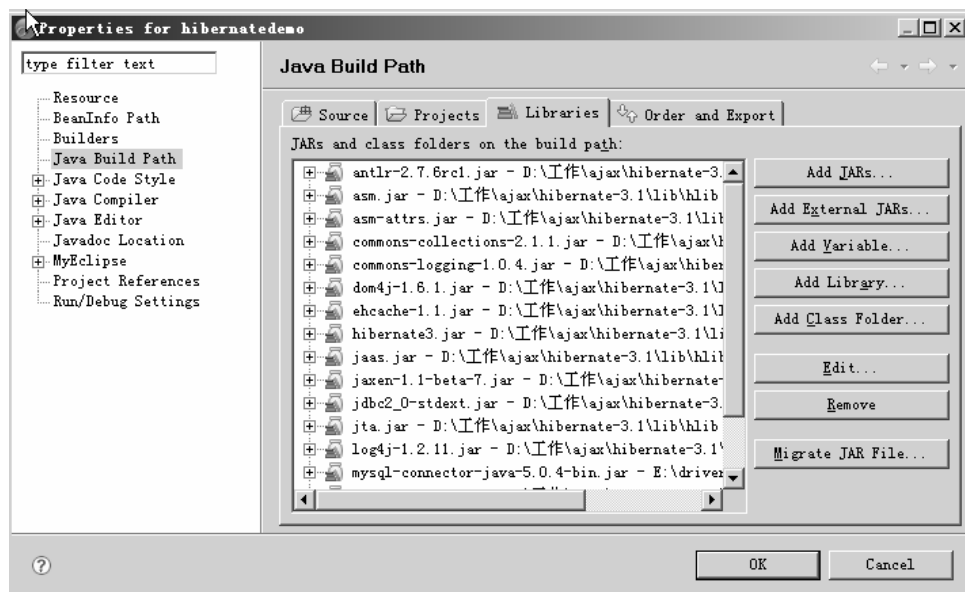 Properties for hibernatedemo
type filter text
Resource
BeanInfo Path
Builders
Java Build Path
Java Code Style
Java Compiler
Java Editor
Javadoc Location
MyEclipse
Project References
Run/Debug Settings
Java Build Path
Source Projects Libraries Order and Export
JARs and class folders on the build path:
antlr-2.7.6rc1.jar - D:\工作\ajax\hibernate-3.
asm.jar - D:\工作\ajax\hibernate-3.1\lib\hlib
asm-attrs.jar - D:\工作\ajax\hibernate-3.1\lib
commons-collections-2.1.1.jar - D:\工作\ajax\h
commons-logging-1.0.4.jar - D:\工作\ajax\hiber
dom4j-1.6.1.jar - D:\工作\ajax\hibernate-3.1\l
ehcache-1.1.jar - D:\工作\ajax\hibernate-3.1\l
hibernate3.jar - D:\工作\ajax\hibernate-3.1\li
jaas.jar - D:\工作\ajax\hibernate-3.1\lib\hlib
jaxen-1.1-beta-7.jar - D:\工作\ajax\hibernate-
jdbc2_0-stdext.jar - D:\工作\ajax\hibernate-3.
jta.jar - D:\工作\ajax\hibernate-3.1\lib\hlib
log4j-1.2.11.jar - D:\工作\ajax\hibernate-3.1\
mysql-connector-java-5.0.4-bin.jar - E:\driver
Add JARs...
Add External JARs...
Add Variable...
Add Library...
Add Class Folder...
Edit...
Remove
Migrate JAR File...
OK
Cancel